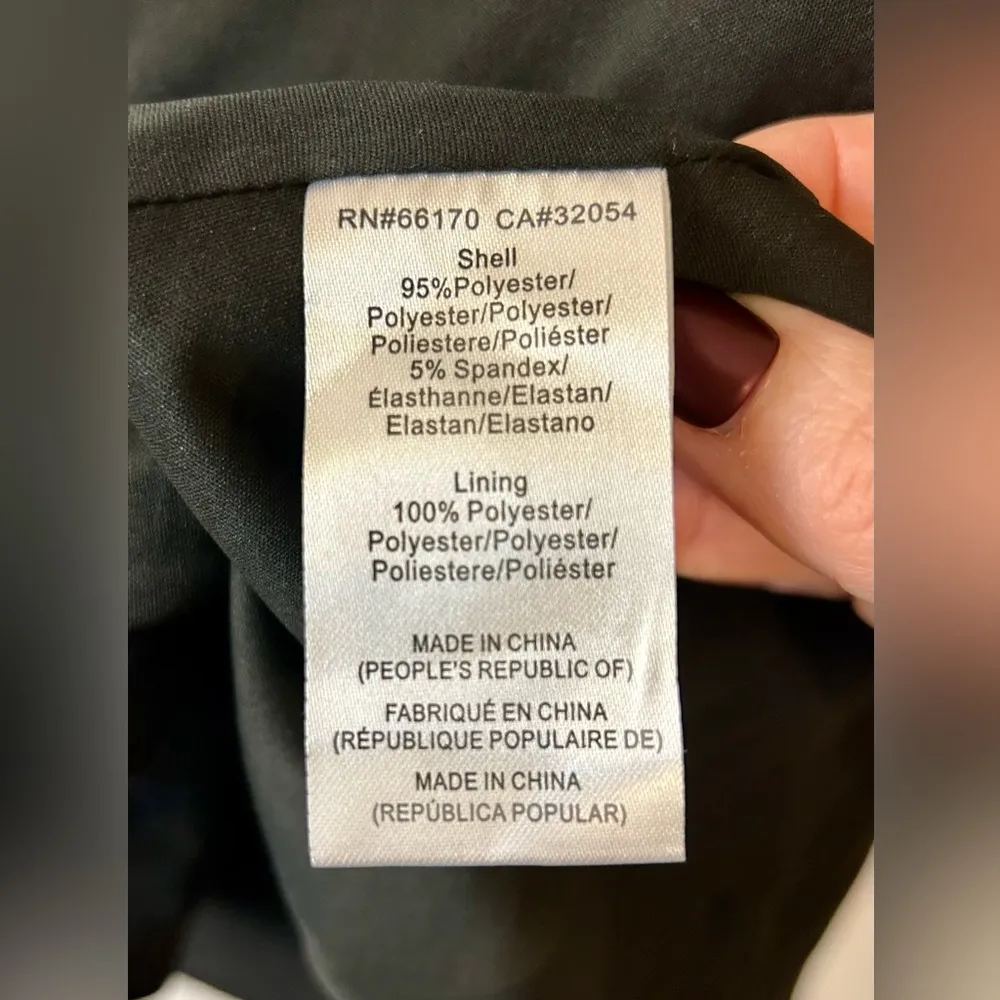 RN#66170 CA#32054
Shell
95%Polyester/
Polyester/Polyester/
Poliestere/Poliéster
5% Spandex/
Élasthanne/Elastan/
Elastan/Elastano
Lining
100% Polyester/
Polyester/Polyester/
Poliestere/Poliéster
MADE IN CHINA
(PEOPLE'S REPUBLIC OF)
FABRIQUÉ EN CHINA
(RÉPUBLIQUE POPULAIRE DE)
MADE IN CHINA
(REPÚBLICA POPULAR)